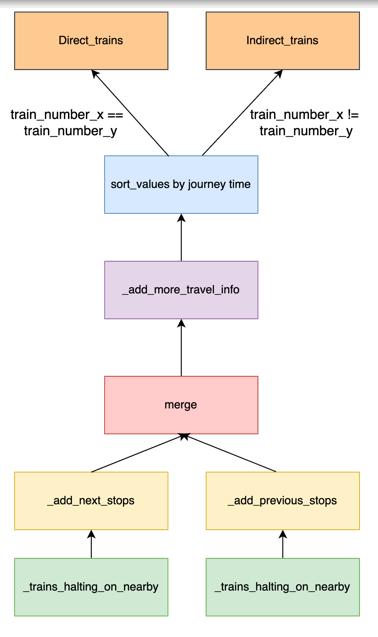 Direct_trains
Indirect_trains
train_number_x ==
train_number_y
train_number_x !=
train_number_y
sort_values by journey time
_add_more_travel_info
merge
_add_next_stops
_add_previous_stops
_trains_halting_on_nearby
_trains_halting_on_nearby